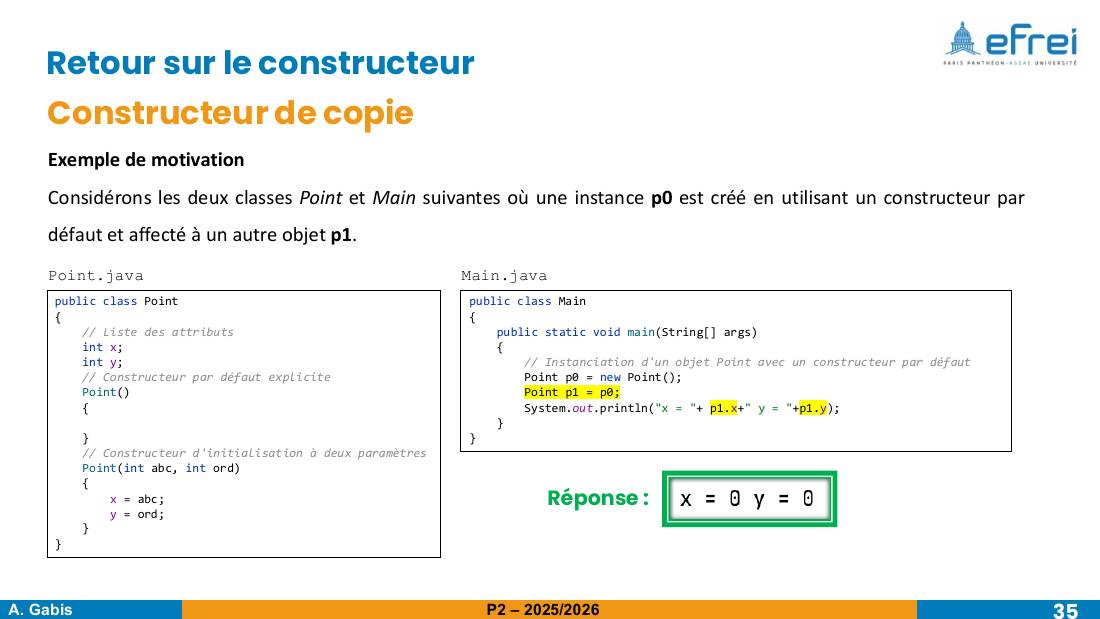 efrei
PARIS PANTHÉON-ASSAS UNIVERSITÉ
Retour sur le constructeur
Constructeur de copie
Exemple de motivation
Considérons les deux classes Point et Main suivantes où une instance p0 est créé en utilisant un constructeur par
défaut et affecté à un autre objet p1.
Point.java
public class Point
{
// Liste des attributs
int x;
int y;
// Constructeur par défaut explicite
Point()
{
}
// Constructeur d'initialisation à deux paramètres
Point(int abc, int ord)
{
x = abc;
y = ord;
}
}
Main.java
public class Main
{
public static void main(String[] args)
{
// Instanciation d'un objet Point avec un constructeur par défaut
Point p0 = new Point();
Point p1 = p0;
System.out.println("x = "+ p1.x+" y = "+p1.y);
}
}
Réponse : x = 0 y = 0
A. Gabis P2 – 2025/2026 35